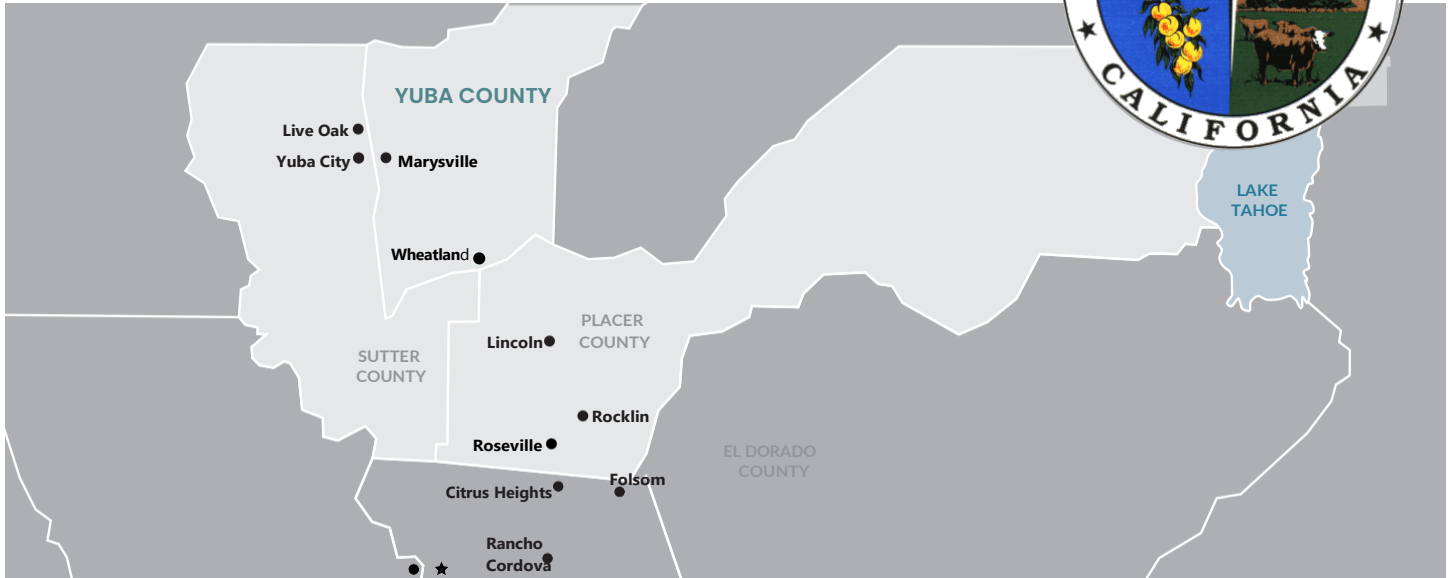 CALIFORNIA
YUBA COUNTY
Live Oak
Yuba City
Marysville
LAKE
TAHOE
Wheatland
PLACER
COUNTY
Lincoln
SUTTER
COUNTY
Rocklin
Roseville
EL DORADO
COUNTY
Folsom
Citrus Heights
Rancho
Cordova